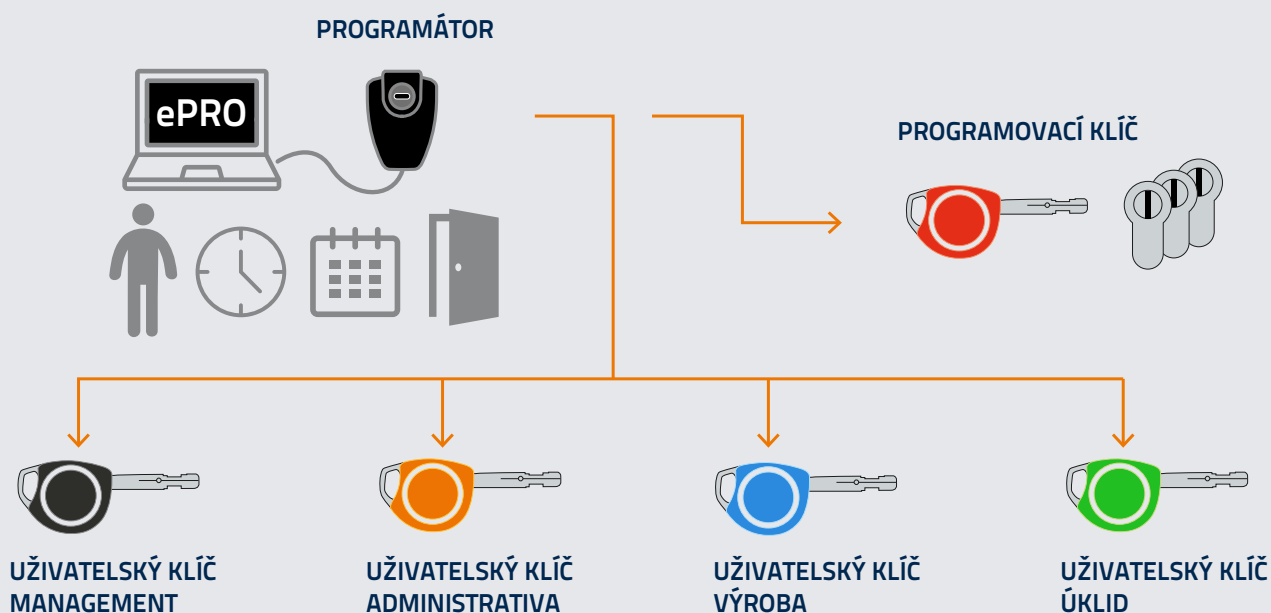 PROGRAMÁTOR
ePRO
PROGRAMOVACÍ KLÍČ
UŽIVATELSKÝ KLÍČ
MANAGEMENT
UŽIVATELSKÝ KLÍČ
ADMINISTRATIVA
UŽIVATELSKÝ KLÍČ
VÝROBA
UŽIVATELSKÝ KLÍČ
ÚKLID